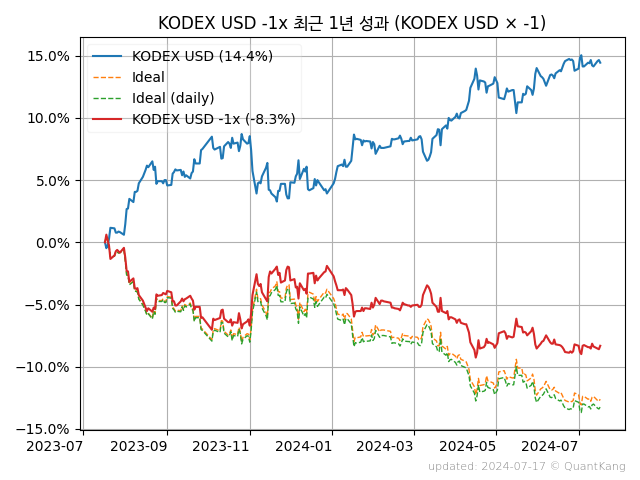 KODEX USD -1x 최근 1년 성과 (KODEX USD × -1)
KODEX USD (14.4%)
Ideal
Ideal (daily)
KODEX USD -1x (-8.3%)
15.0%
10.0%
5.0%
0.0%
−5.0%
−10.0%
−15.0%
2023-07 2023-09 2023-11 2024-01 2024-03 2024-05 2024-07
updated: 2024-07-17 © QuantKang